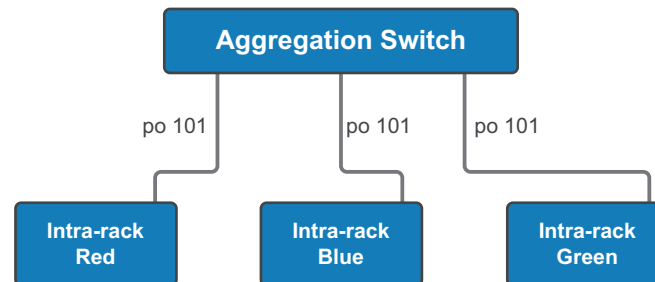 Aggregation Switch
po 101
po 101
po 101
Intra-rack
Red
Intra-rack
Blue
Intra-rack
Green